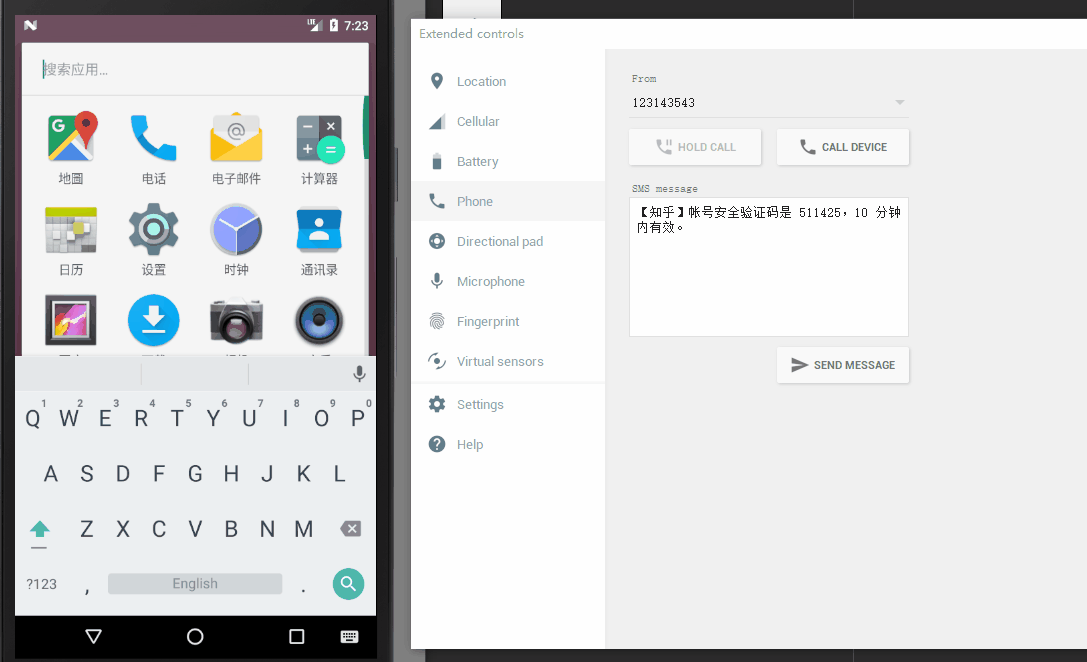 LTE 7:23
搜索应用...
地图 电话 电子邮件 计算器
日历 设置 时钟 通讯录
1 2 3 4 5 6 7 8 9 0
Q W E R T Y U I O P
A S D F G H J K L
Z X C V B N M
?123 , English .
Extended controls
Location
Cellular
Battery
Phone
Directional pad
Microphone
Fingerprint
Virtual sensors
Settings
Help
From
123143543
HOLD CALL CALL DEVICE
SMS message
【知乎】帐号安全验证码是 511425，10 分钟
内有效。
SEND MESSAGE